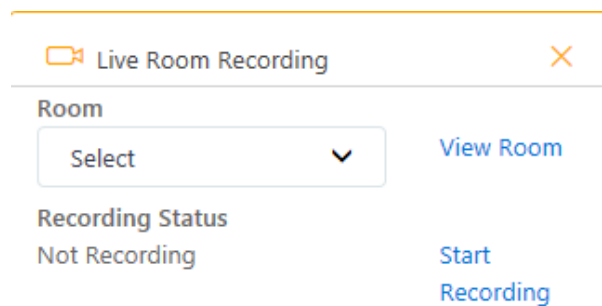 Live Room Recording
Room
Select
View Room
Recording Status
Not Recording
Start
Recording